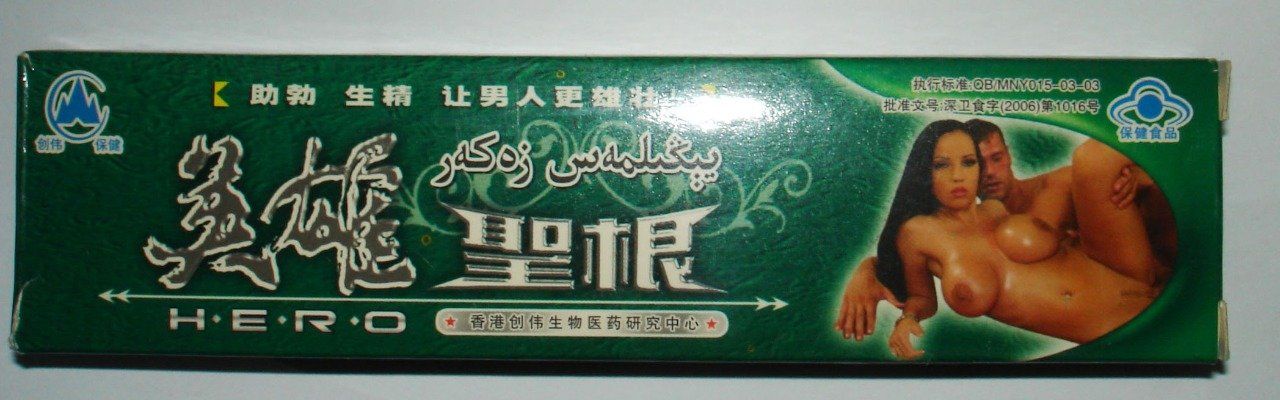 助勃 生精 让男人更雄壮
执行标准:QB/MNY015-03-03
批准文号:深卫食字(2006)第1016号
创伟 保健
保健食品
يېڭىلمەس زەكەر
英雄
聖根
H·E·R·O
★ 香港创伟生物医药研究中心 ★